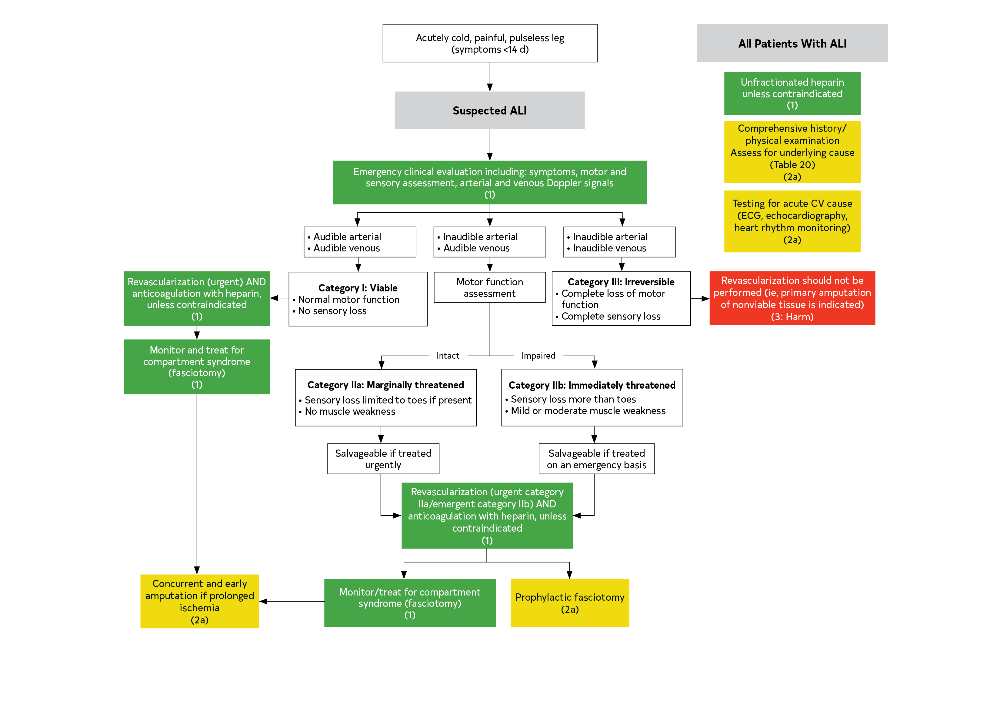 Acutely cold, painful, pulseless leg
(symptoms <14 d)
All Patients With ALI
Suspected ALI
Unfractionated heparin
unless contraindicated
(1)
Comprehensive history/
physical examination
Assess for underlying cause
(Table 20)
(2a)
Testing for acute CV cause
(ECG, echocardiography,
heart rhythm monitoring)
(2a)
Emergency clinical evaluation including: symptoms, motor and
sensory assessment, arterial and venous Doppler signals
(1)
• Audible arterial
• Audible venous
• Inaudible arterial
• Audible venous
• Inaudible arterial
• Inaudible venous
Revascularization (urgent) AND
anticoagulation with heparin,
unless contraindicated
(1)
Category I: Viable
• Normal motor function
• No sensory loss
Motor function
assessment
Category III: Irreversible
• Complete loss of motor
function
• Complete sensory loss
Revascularization should not be
performed (ie, primary amputation
of nonviable tissue is indicated)
(3: Harm)
Monitor and treat for
compartment syndrome
(fasciotomy)
(1)
Intact
Impaired
Category IIa: Marginally threatened
• Sensory loss limited to toes if present
• No muscle weakness
Category IIb: Immediately threatened
• Sensory loss more than toes
• Mild or moderate muscle weakness
Salvageable if treated
urgently
Salvageable if treated
on an emergency basis
Revascularization (urgent category
IIa/emergent category IIb) AND
anticoagulation with heparin, unless
contraindicated
(1)
Concurrent and early
amputation if prolonged
ischemia
(2a)
Monitor/treat for compartment
syndrome (fasciotomy)
(1)
Prophylactic fasciotomy
(2a)